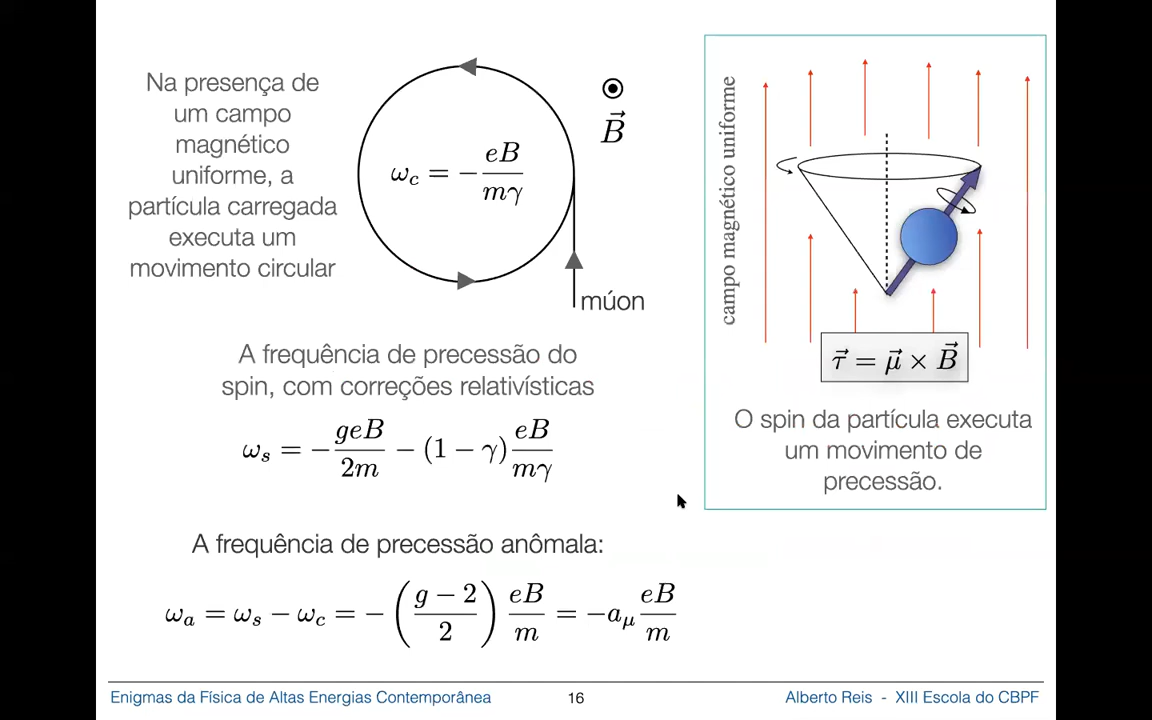 Na presença de
um campo
magnético
uniforme, a
partícula carregada
executa um
movimento circular
ω_c = − eB / mγ
B⃗
múon
A frequência de precessão do
spin, com correções relativísticas
ω_s = − geB / 2m − (1 − γ) eB / mγ
A frequência de precessão anômala:
ω_a = ω_s − ω_c = − ( g − 2 / 2 ) eB / m = −a_μ eB / m
campo magnético uniforme
τ⃗ = μ⃗ × B⃗
O spin da partícula executa
um movimento de
precessão.
Enigmas da Física de Altas Energias Contemporânea
16
Alberto Reis - XIII Escola do CBPF